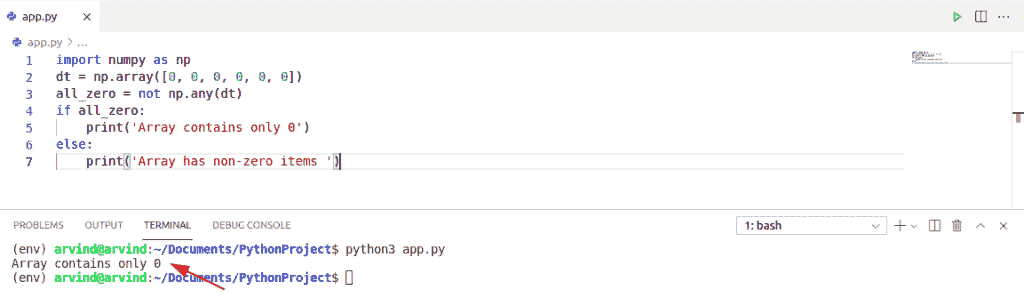 app.py
app.py > ...
1 import numpy as np
2 dt = np.array([0, 0, 0, 0, 0, 0])
3 all_zero = not np.any(dt)
4 if all_zero:
5     print('Array contains only 0')
6 else:
7     print('Array has non-zero items ')
PROBLEMS OUTPUT TERMINAL DEBUG CONSOLE 1: bash
(env) arvind@arvind:~/Documents/PythonProject$ python3 app.py
Array contains only 0
(env) arvind@arvind:~/Documents/PythonProject$